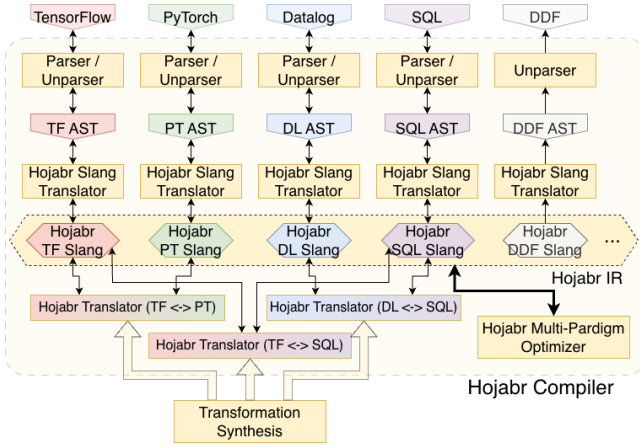 TensorFlow
PyTorch
Datalog
SQL
DDF
Parser /
Unparser
Parser /
Unparser
Parser /
Unparser
Parser /
Unparser
Unparser
TF AST
PT AST
DL AST
SQL AST
DDF AST
Hojabr Slang
Translator
Hojabr Slang
Translator
Hojabr Slang
Translator
Hojabr Slang
Translator
Hojabr Slang
Translator
Hojabr
TF Slang
Hojabr
PT Slang
Hojabr
DL Slang
Hojabr
SQL Slang
Hojabr
DDF Slang
...
Hojabr IR
Hojabr Translator (TF <-> PT)
Hojabr Translator (DL <-> SQL)
Hojabr Translator (TF <-> SQL)
Hojabr Multi-Pardigm
Optimizer
Hojabr Compiler
Transformation
Synthesis